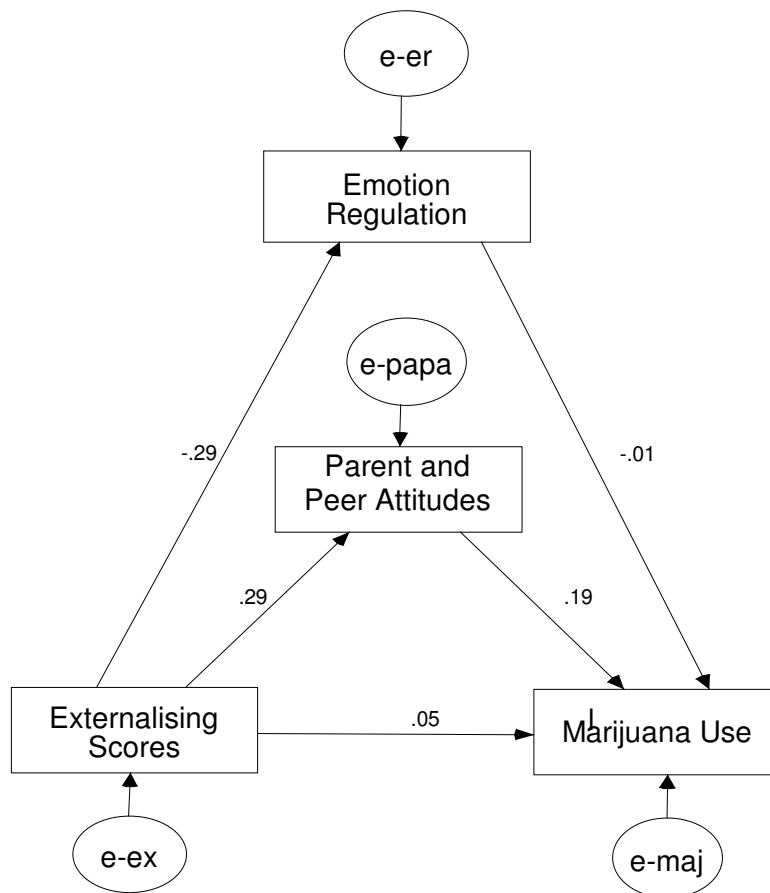 e-er
Emotion
Regulation
e-papa
-.29
Parent and
Peer Attitudes
-.01
.29
.19
Externalising
Scores
.05
Marijuana Use
e-ex
e-maj